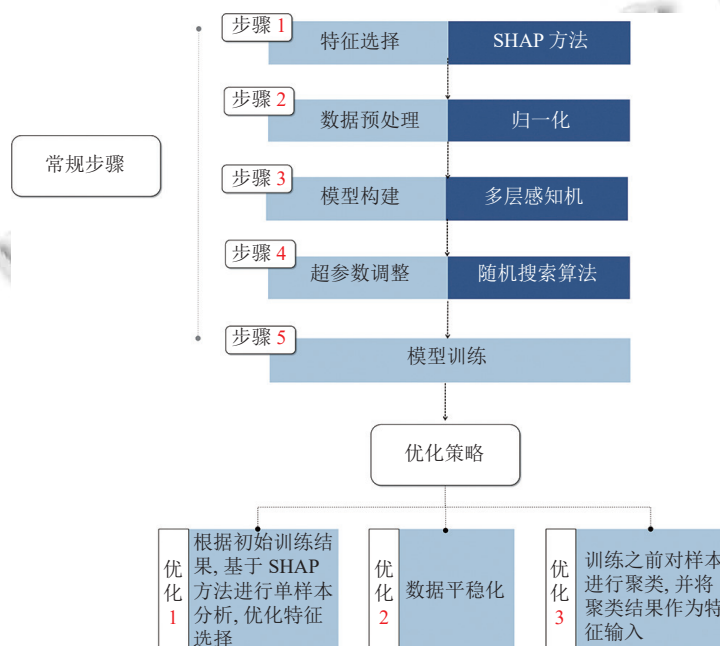 步骤 1
特征选择
SHAP 方法
步骤 2
数据预处理
归一化
常规步骤
步骤 3
模型构建
多层感知机
步骤 4
超参数调整
随机搜索算法
步骤 5
模型训练
优化策略
优化 1
根据初始训练结
果, 基于 SHAP
方法进行单样本
分析, 优化特征
选择
优化 2
数据平稳化
优化 3
训练之前对样本
进行聚类, 并将
聚类结果作为特
征输入